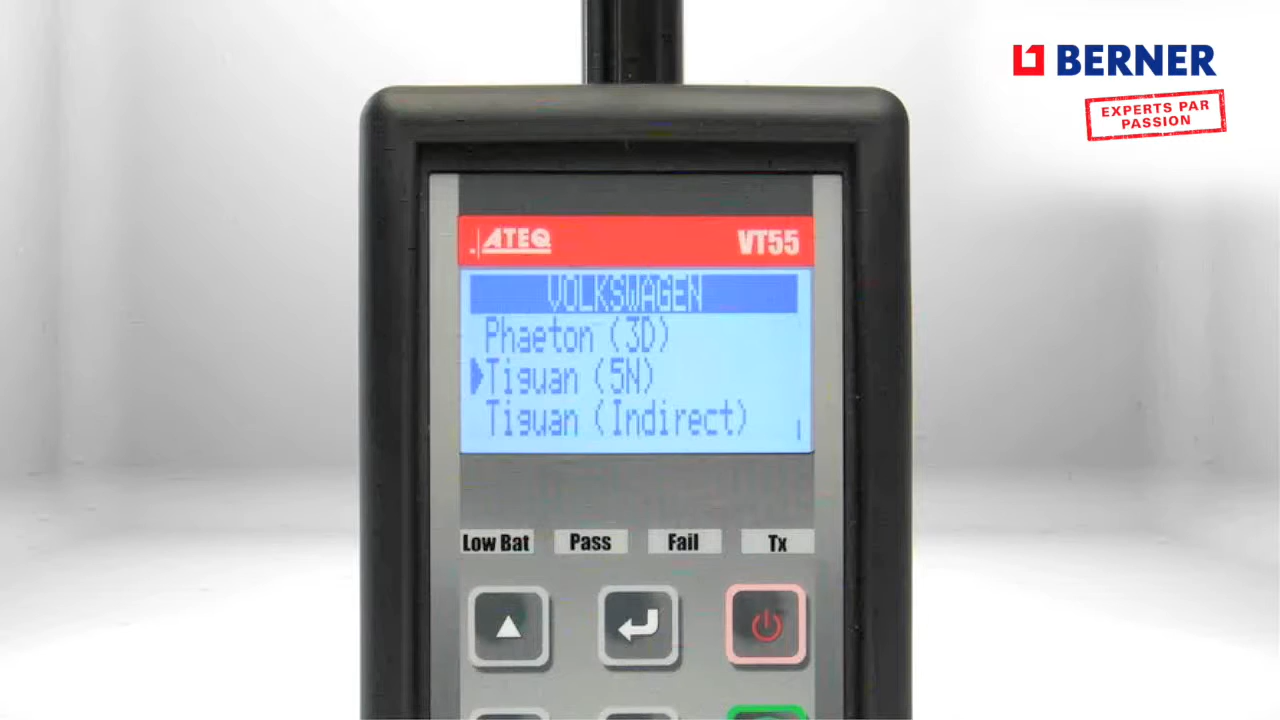 BERNER
EXPERTS PAR
PASSION
ATEQ
VT55
VOLKSWAGEN
Phaeton (3D)
Tiguan (5N)
Tiguan (Indirect)
Low Bat
Pass
Fail
Tx